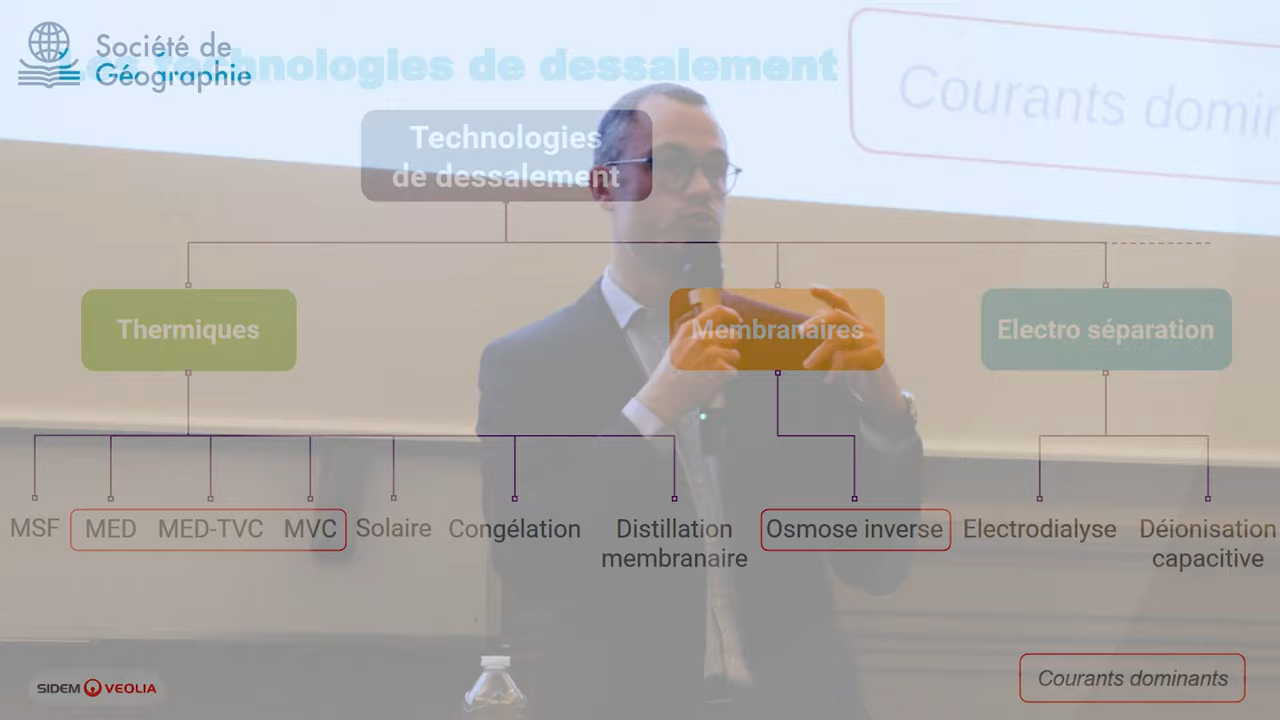 Société de
Géographie
technologies de dessalement
Courants
Technologies
de dessalement
Thermiques
Membranaires
Electro séparation
MSF
MED
MED-TVC
MVC
Solaire
Congélation
Distillation
membranaire
Osmose inverse
Electrodialyse
Déionisation
capacitive
SIDEM VEOLIA
Courants dominants